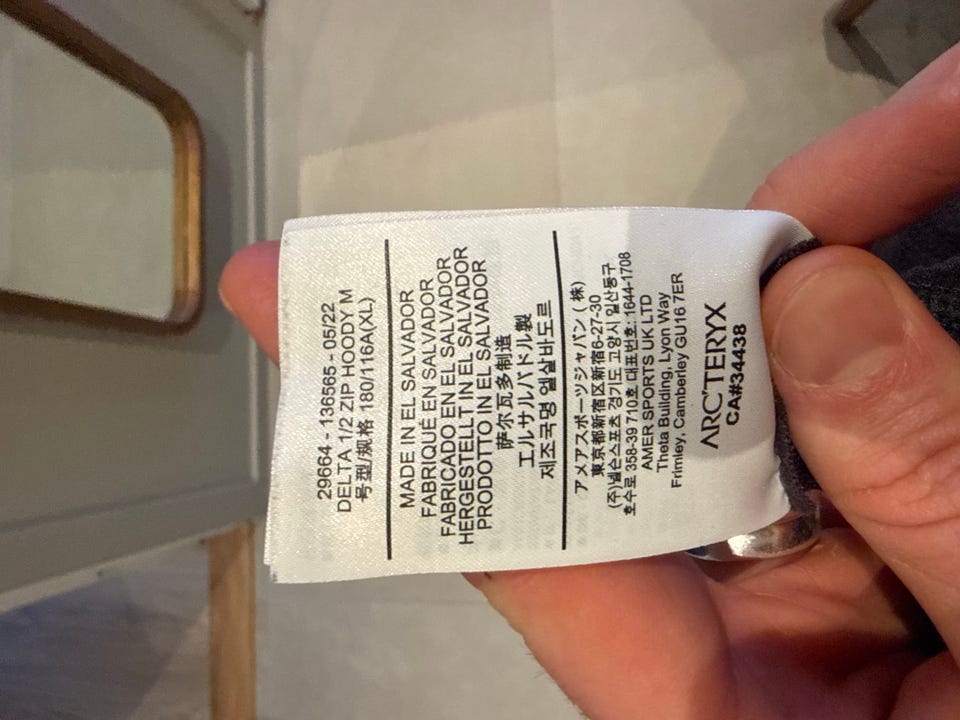 29664 - 136565 - 05/22
DELTA 1/2 ZIP HOODY M
号型/规格 180/116A(XL)
MADE IN EL SALVADOR
FABRIQUÉ EN SALVADOR
FABRICADO EN EL SALVADOR
HERGESTELLT IN EL SALVADOR
PRODOTTO IN EL SALVADOR
萨尔瓦多制造
エルサルバドル製
제조국명 엘살바도르
アメアスポーツジャパン (株)
東京都新宿区新宿6-27-30
(주)넬슨스포츠 경기도 고양시 일산동구
호수로 358-39 710호 대표번호: 1644-1708
AMER SPORTS UK LTD
Theta Building, Lyon Way
Frimley, Camberley GU16 7ER
ARC'TERYX
CA#34438